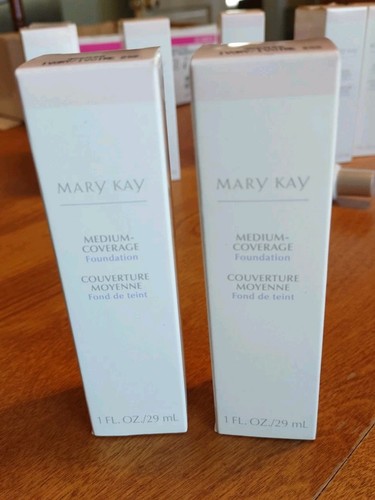 MARY KAY
MEDIUM-
COVERAGE
Foundation
COUVERTURE
MOYENNE
Fond de teint
1 FL. OZ./29 mL
MARY KAY
MEDIUM-
COVERAGE
Foundation
COUVERTURE
MOYENNE
Fond de teint
1 FL. OZ./29 mL